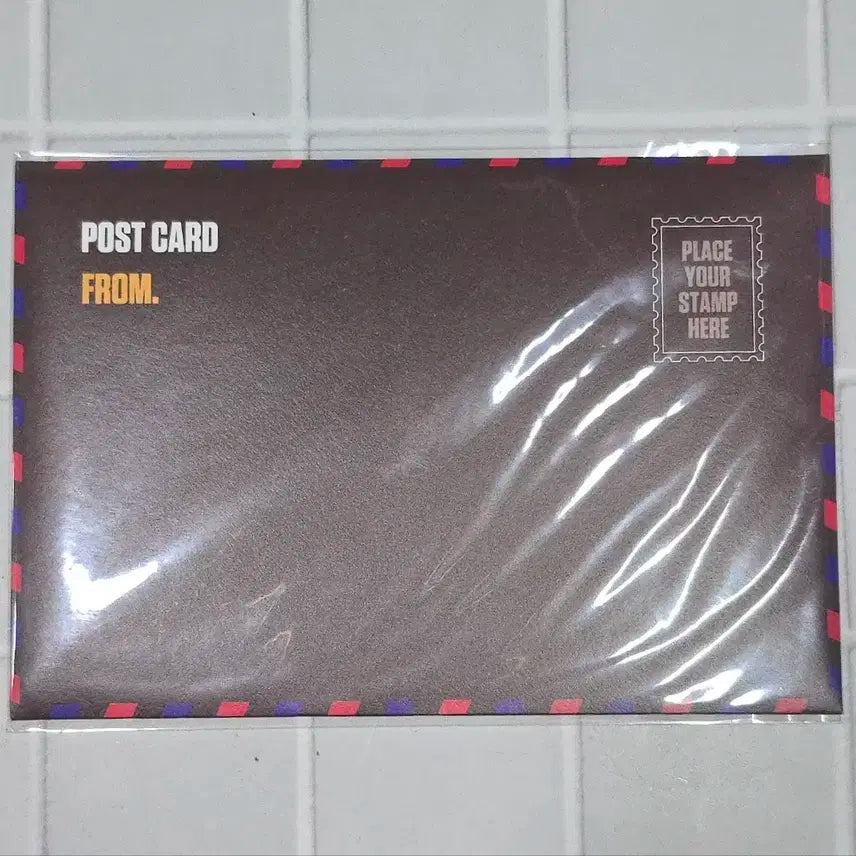 POST CARD
FROM.
PLACE
YOUR
STAMP
HERE